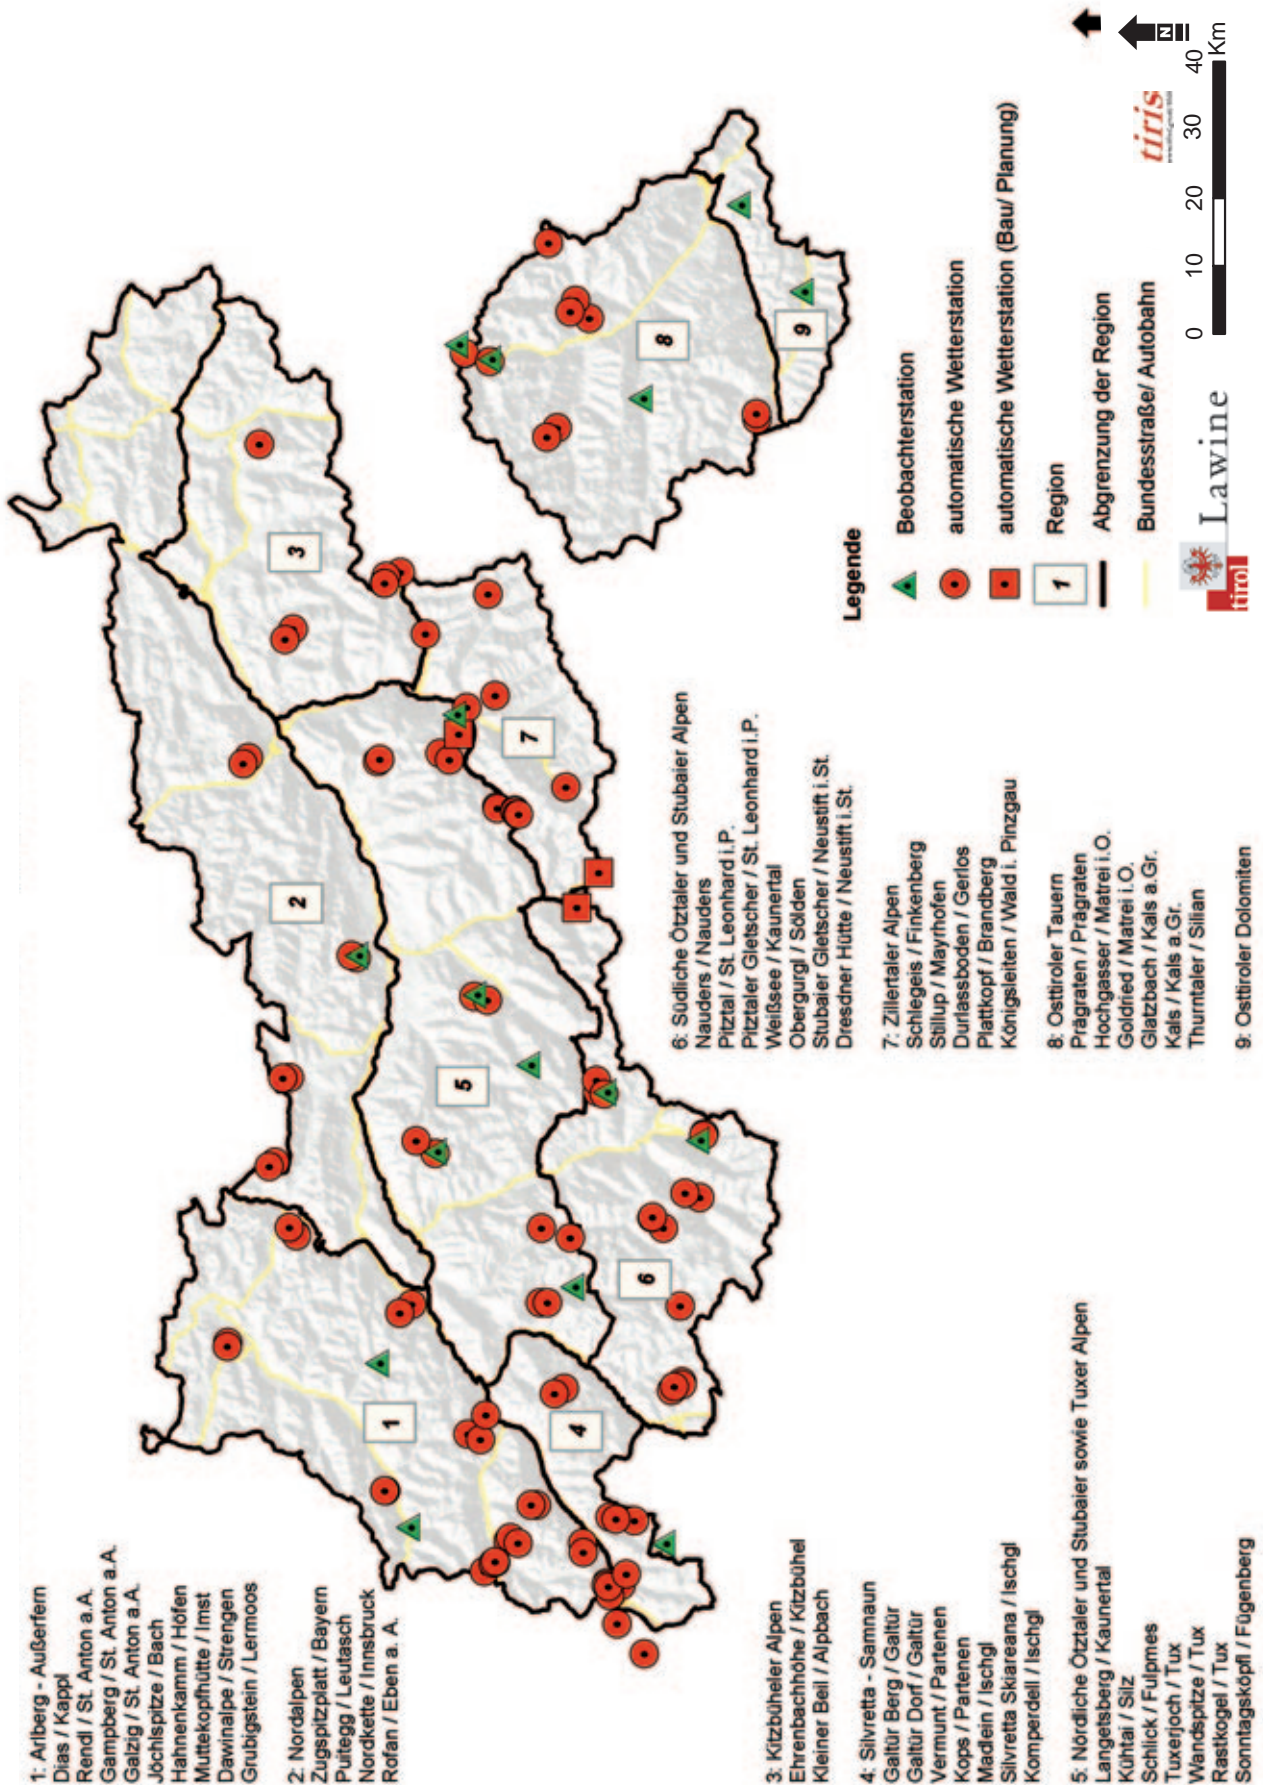 1: Arlberg - Außerfern
Dias / Kappl
Rendl / St. Anton a.A.
Gampberg / St. Anton a.A.
Galzig / St. Anton a.A.
Jöchlspitze / Bach
Hahnenkamm / Höfen
Muttekopfhütte / Imst
Dawinalpe / Strengen
Grubigstein / Lermoos
2: Nordalpen
Zugspitzplatt / Bayern
Puitegg / Leutasch
Nordkette / Innsbruck
Rofan / Eben a. A.
3: Kitzbüheler Alpen
Ehrenbachhöhe / Kitzbühel
Kleiner Beil / Alpbach
4: Silvretta - Samnaun
Galtür Berg / Galtür
Galtür Dorf / Galtür
Vermunt / Partenen
Kops / Partenen
Madlein / Ischgl
Silvretta Skiareana / Ischgl
Komperdell / Ischgl
5: Nördliche Ötztaler und Stubaier sowie Tuxer Alpen
Langetsberg / Kaunertal
Kühtai / Silz
Schlick / Fulpmes
Tuxerjoch / Tux
Wandspitze / Tux
Rastkogel / Tux
Sonntagsköpfl / Fügenberg
6: Südliche Ötztaler und Stubaier Alpen
Nauders / Nauders
Pitztal / St. Leonhard i.P.
Pitztaler Gletscher / St. Leonhard i.P.
Weißsee / Kaunertal
Obergurgl / Sölden
Stubaier Gletscher / Neustift i.St.
Dresdner Hütte / Neustift i.St.
7: Zillertaler Alpen
Schlegeis / Finkenberg
Stillup / Mayrhofen
Durlassboden / Gerlos
Plattkopf / Brandberg
Königsleiten / Wald i. Pinzgau
8: Osttiroler Tauern
Prägraten / Prägraten
Hochgasser / Matrei i.O.
Goldried / Matrei i.O.
Glatzbach / Kals a.Gr.
Kals / Kals a.Gr.
Thurntaler / Silian
9: Osttiroler Dolomiten
1
2
3
4
5
6
7
8
9
Legende
Beobachterstation
automatische Wetterstation
automatische Wetterstation (Bau/ Planung)
1
Region
Abgrenzung der Region
Bundesstraße/ Autobahn
tirol
Lawine
tiris
0 10 20 30 40
Km
N